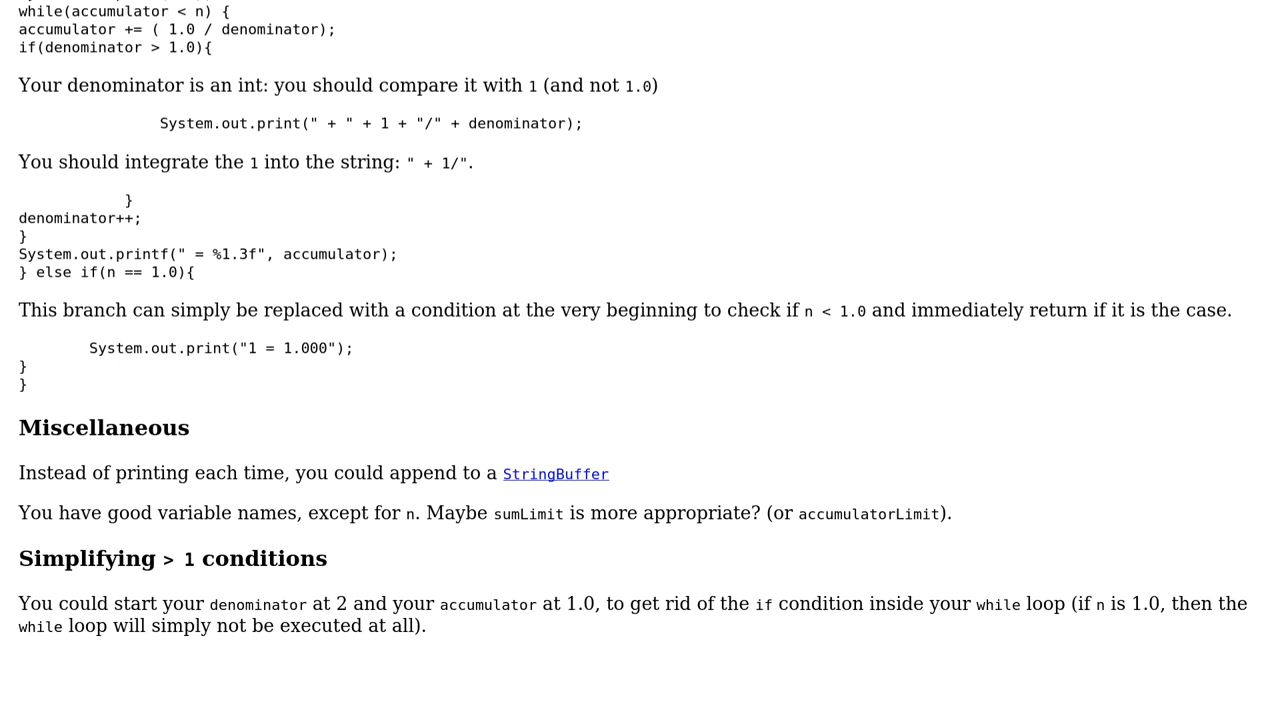 while(accumulator < n) {
accumulator += ( 1.0 / denominator);
if(denominator > 1.0){
Your denominator is an int: you should compare it with 1 (and not 1.0)
System.out.print(" + " + 1 + "/" + denominator);
You should integrate the 1 into the string: " + 1/".
}
denominator++;
}
System.out.printf(" = %1.3f", accumulator);
} else if(n == 1.0){
This branch can simply be replaced with a condition at the very beginning to check if n < 1.0 and immediately return if it is the case.
System.out.print("1 = 1.000");
}
}
Miscellaneous
Instead of printing each time, you could append to a StringBuffer
You have good variable names, except for n. Maybe sumLimit is more appropriate? (or accumulatorLimit).
Simplifying > 1 conditions
You could start your denominator at 2 and your accumulator at 1.0, to get rid of the if condition inside your while loop (if n is 1.0, then the
while loop will simply not be executed at all).